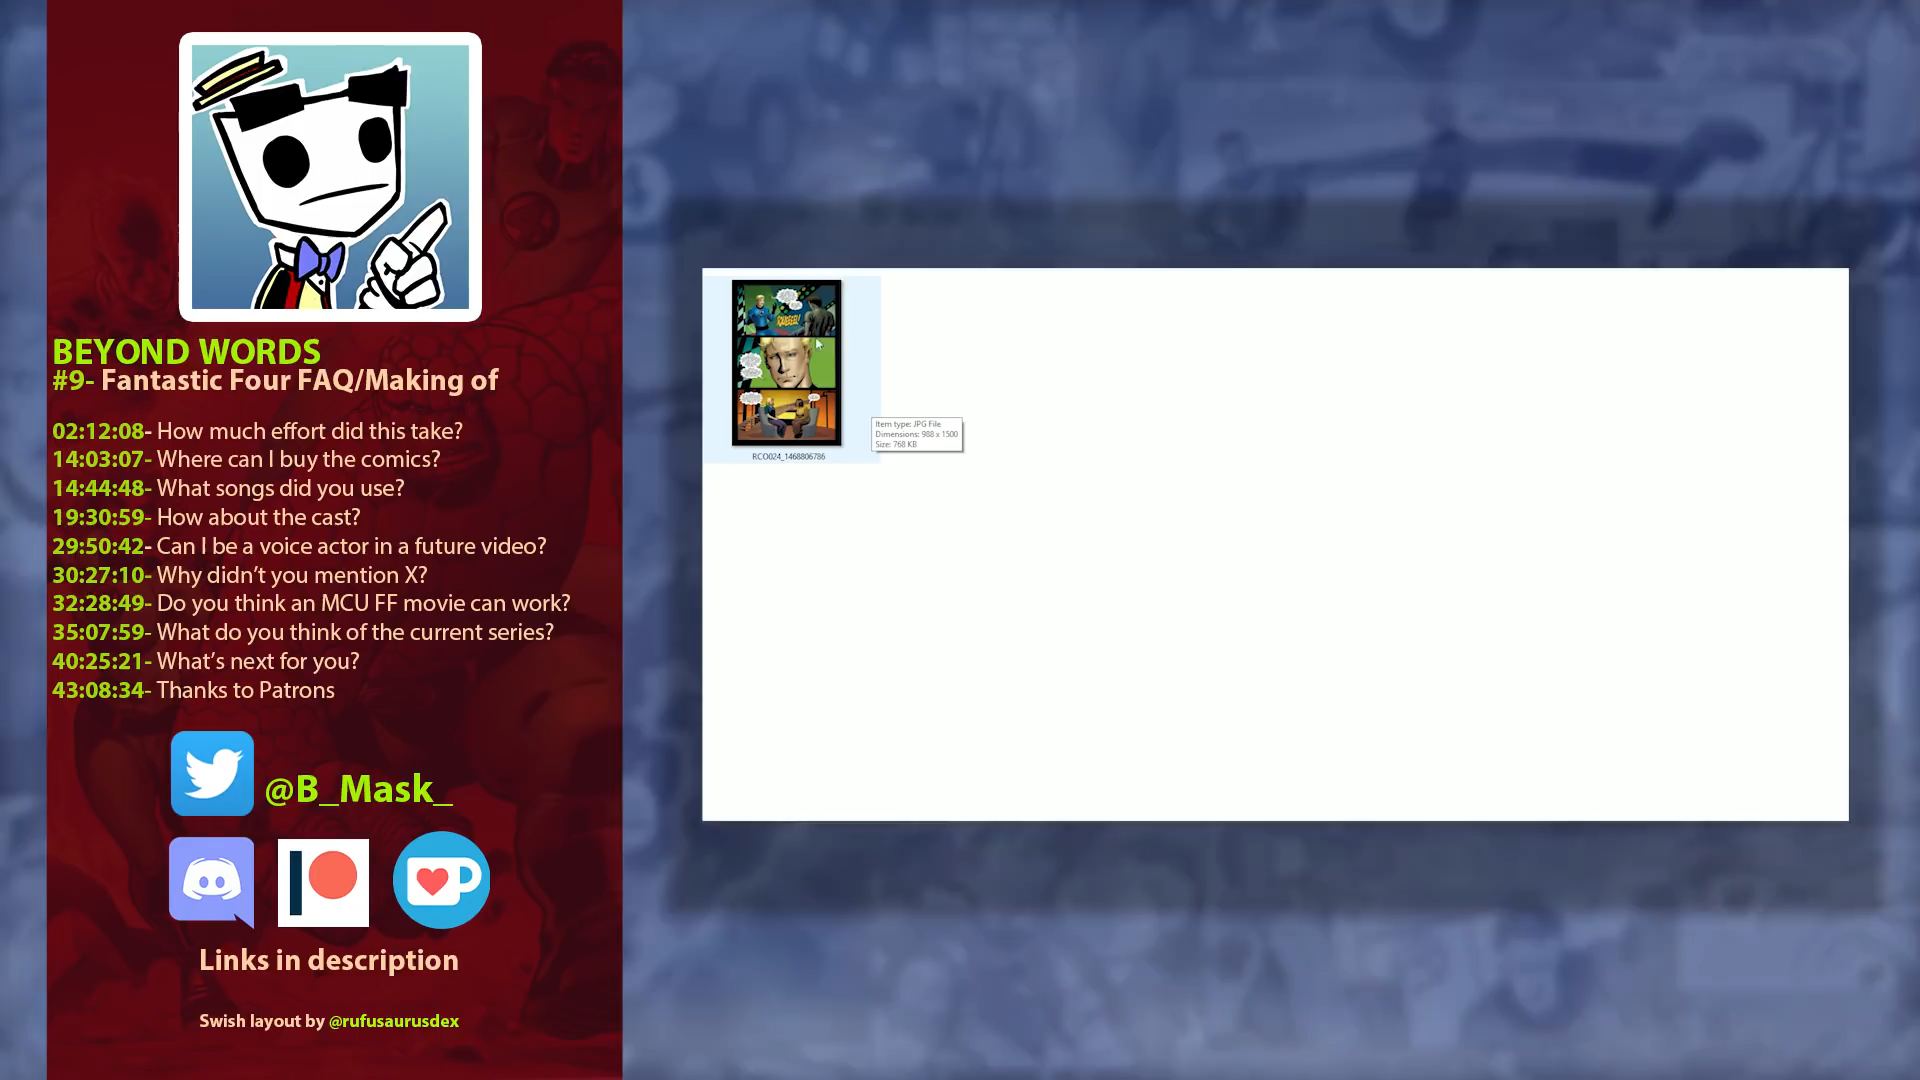 BEYOND WORDS
#9- Fantastic Four FAQ/Making of
02:12:08- How much effort did this take?
14:03:07- Where can I buy the comics?
14:44:48- What songs did you use?
19:30:59- How about the cast?
29:50:42- Can I be a voice actor in a future video?
30:27:10- Why didn't you mention X?
32:28:49- Do you think an MCU FF movie can work?
35:07:59- What do you think of the current series?
40:25:21- What's next for you?
43:08:34- Thanks to Patrons
@B_Mask_
Links in description
Swish layout by @rufusaurusdex
Item type: JPG File
Dimensions: 988 x 1500
Size: 768 KB
RCO024_1468806786